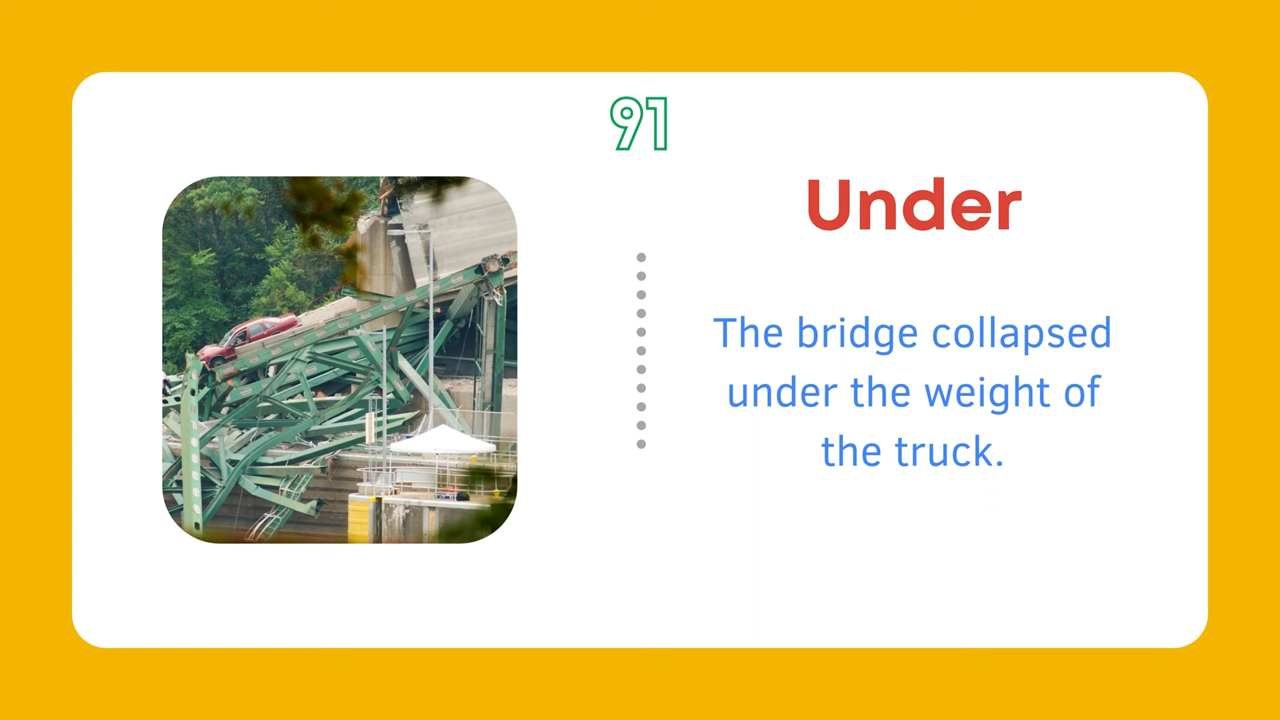 91
Under
The bridge collapsed
under the weight of
the truck.